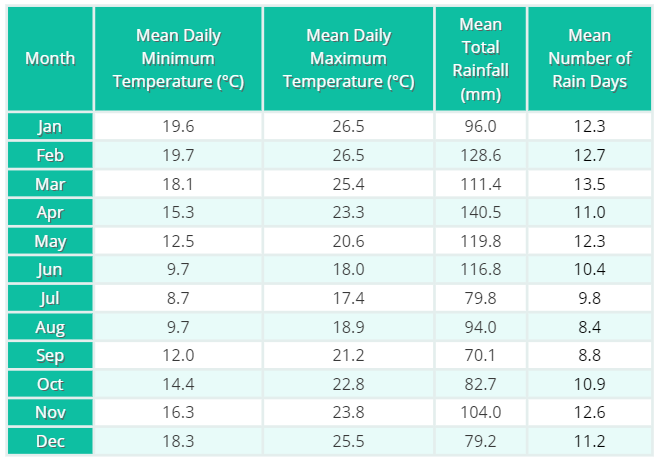 Month Mean Daily Minimum Temperature (°C) Mean Daily Maximum Temperature (°C) Mean Total Rainfall (mm) Mean Number of Rain Days
Jan 19.6 26.5 96.0 12.3
Feb 19.7 26.5 128.6 12.7
Mar 18.1 25.4 111.4 13.5
Apr 15.3 23.3 140.5 11.0
May 12.5 20.6 119.8 12.3
Jun 9.7 18.0 116.8 10.4
Jul 8.7 17.4 79.8 9.8
Aug 9.7 18.9 94.0 8.4
Sep 12.0 21.2 70.1 8.8
Oct 14.4 22.8 82.7 10.9
Nov 16.3 23.8 104.0 12.6
Dec 18.3 25.5 79.2 11.2